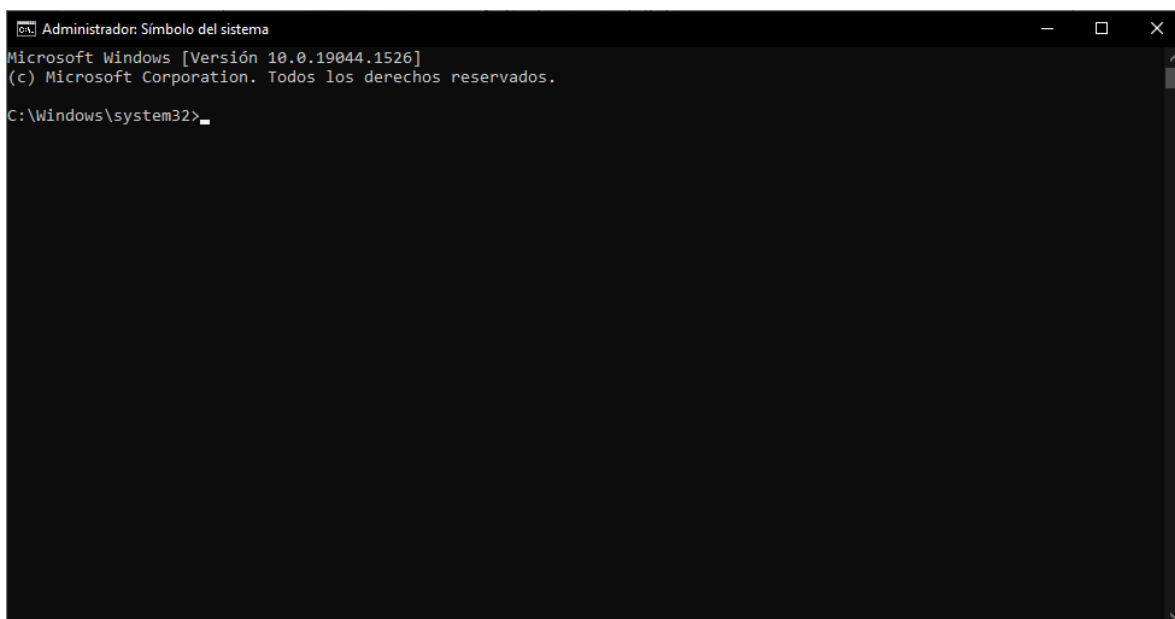 Administrador: Símbolo del sistema
Microsoft Windows [Versión 10.0.19044.1526]
(c) Microsoft Corporation. Todos los derechos reservados.
C:\Windows\system32>